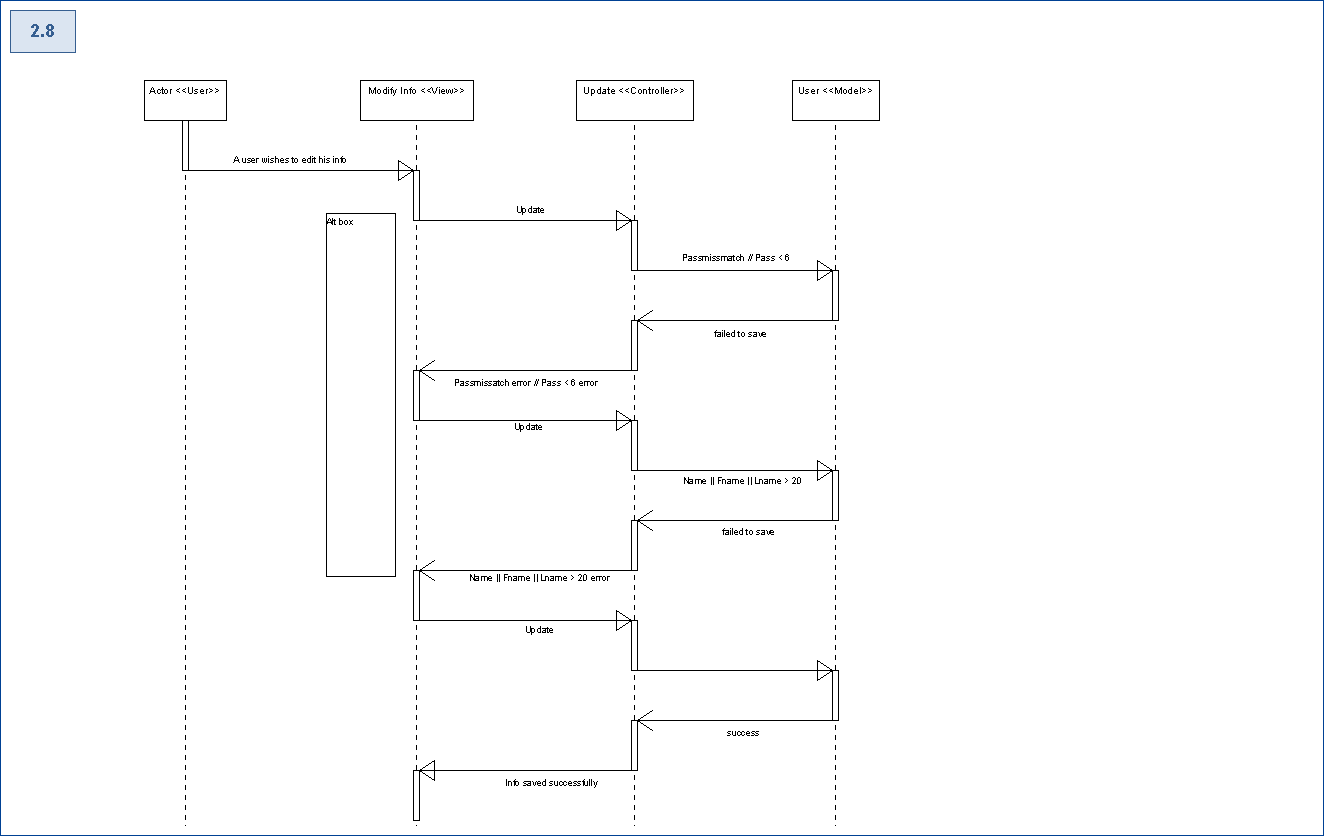 2.8
Actor <<User>>
Modify Info <<View>>
Update <<Controller>>
User <<Model>>
A user wishes to edit his info
Update
Alt box
Passmissmatch // Pass < 6
failed to save
Passmissatch error // Pass < 6 error
Update
Name || Fname || Lname > 20
failed to save
Name || Fname || Lname > 20 error
Update
success
Info saved successfully